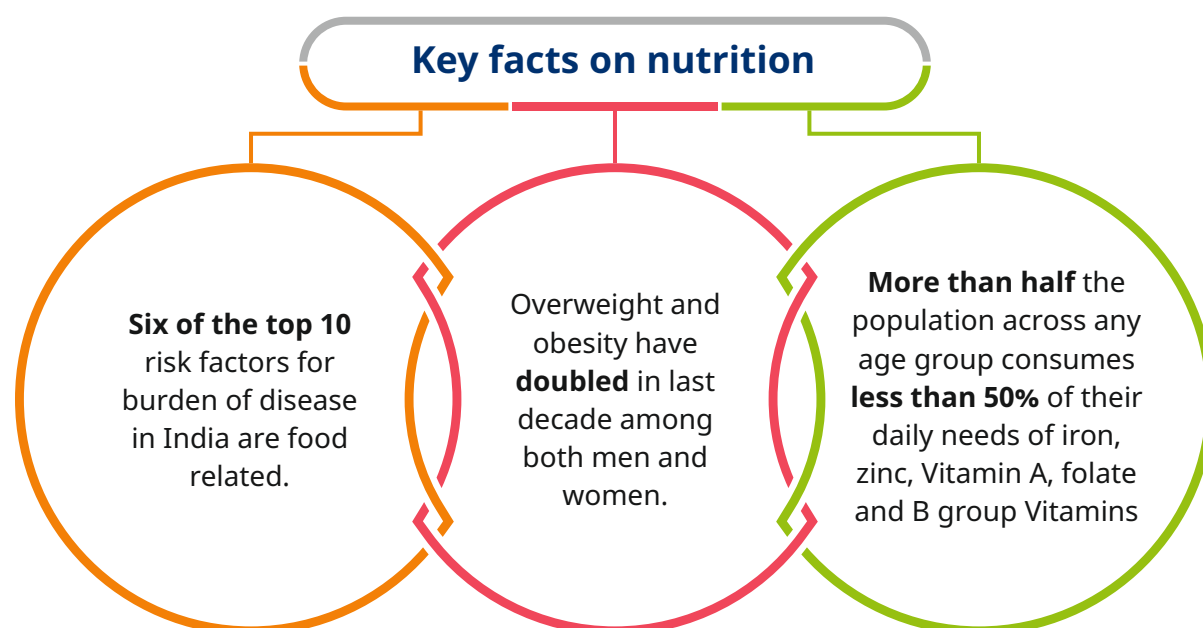 Key facts on nutrition
Six of the top 10
risk factors for
burden of disease
in India are food
related.
Overweight and
obesity have
doubled in last
decade among
both men and
women.
More than half the
population across any
age group consumes
less than 50% of their
daily needs of iron,
zinc, Vitamin A, folate
and B group Vitamins